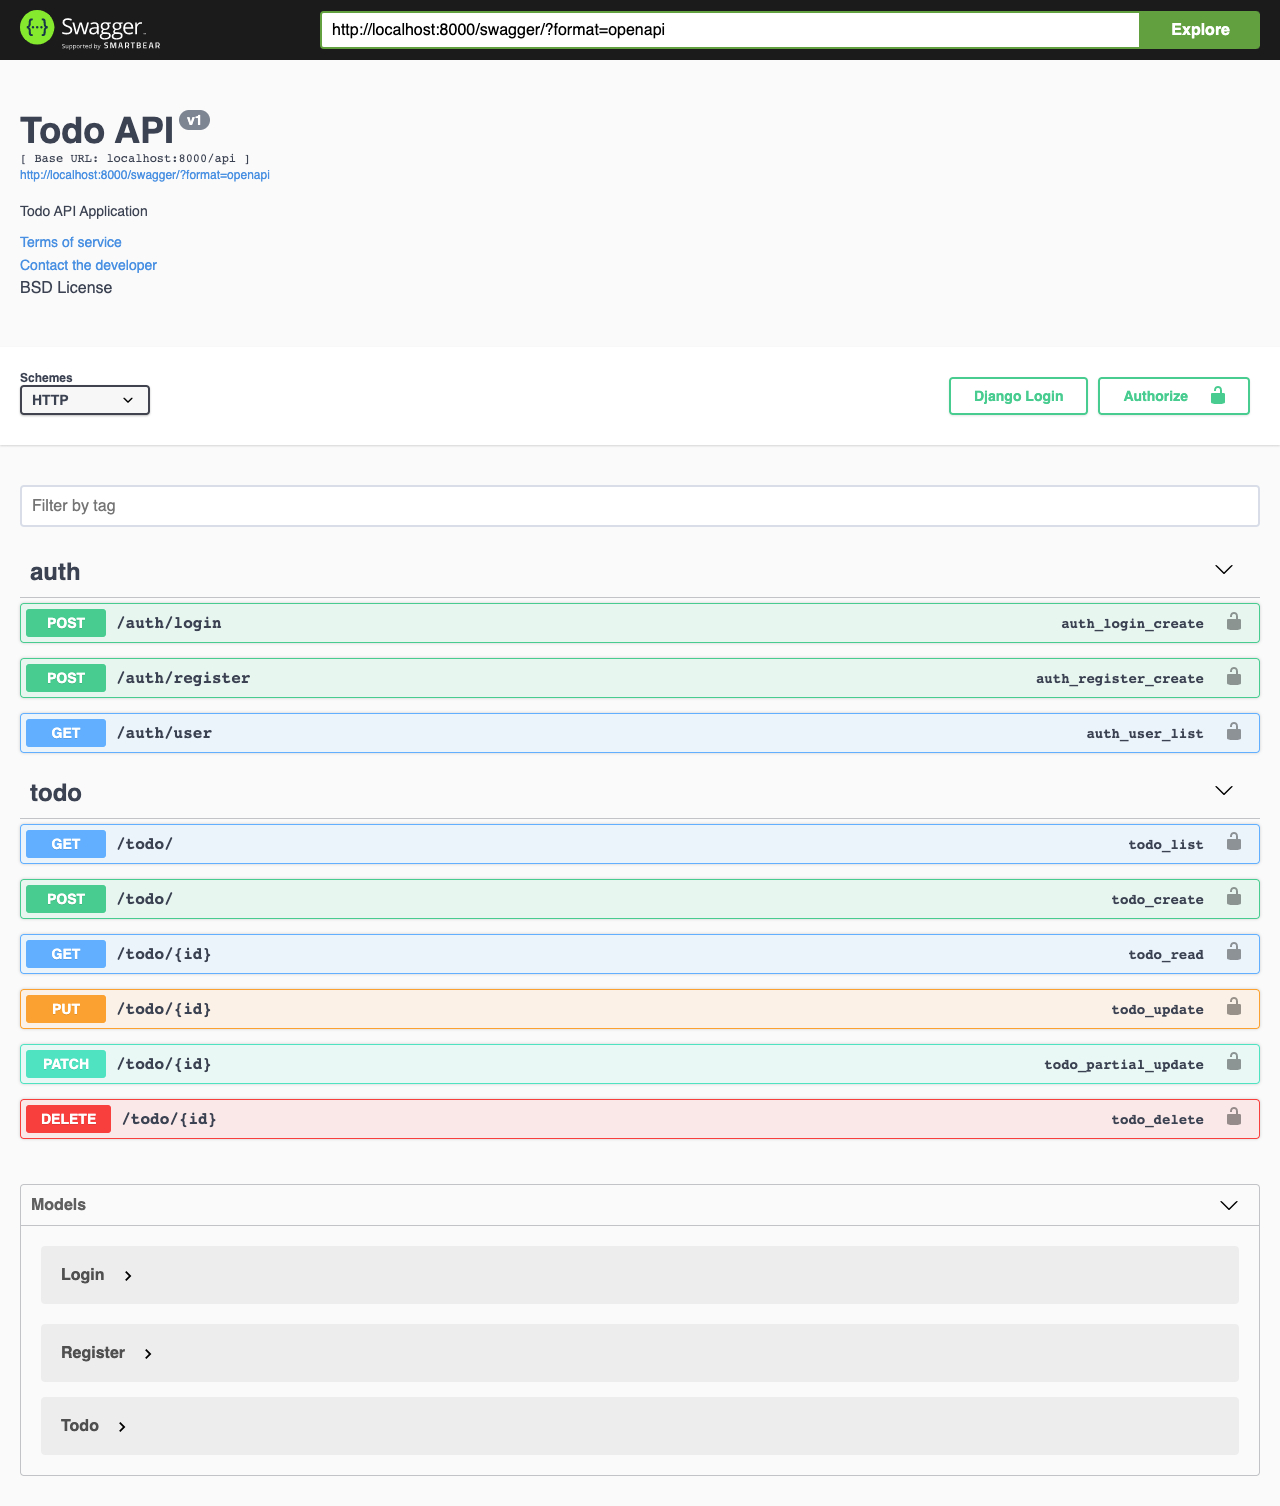 Swagger
Supported by SMARTBEAR
http://localhost:8000/swagger/?format=openapi
Explore
Todo API v1
[ Base URL: localhost:8000/api ]
http://localhost:8000/swagger/?format=openapi
Todo API Application
Terms of service
Contact the developer
BSD License
Schemes
HTTP
Django Login
Authorize
Filter by tag
auth
POST /auth/login auth_login_create
POST /auth/register auth_register_create
GET /auth/user auth_user_list
todo
GET /todo/ todo_list
POST /todo/ todo_create
GET /todo/{id} todo_read
PUT /todo/{id} todo_update
PATCH /todo/{id} todo_partial_update
DELETE /todo/{id} todo_delete
Models
Login
Register
Todo